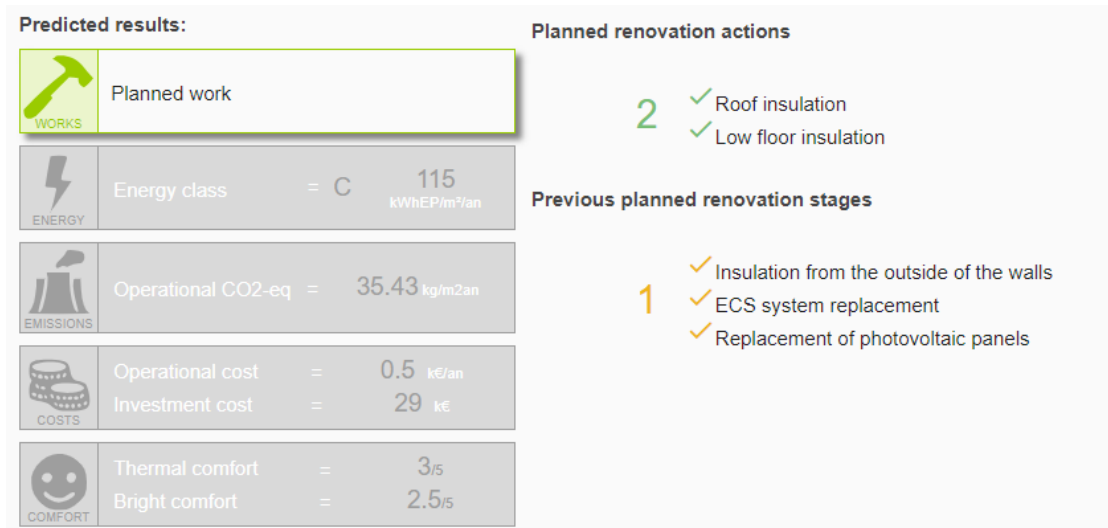 Predicted results:
WORKS
Planned work
ENERGY
Energy class = C 115
kWhEP/m²/an
EMISSIONS
Operational CO2-eq = 35.43 kg/m2an
COSTS
Operational cost = 0.5 k€/an
Investment cost = 29 k€
COMFORT
Thermal comfort = 3/5
Bright comfort = 2.5/5
Planned renovation actions
2
Roof insulation
Low floor insulation
Previous planned renovation stages
1
Insulation from the outside of the walls
ECS system replacement
Replacement of photovoltaic panels